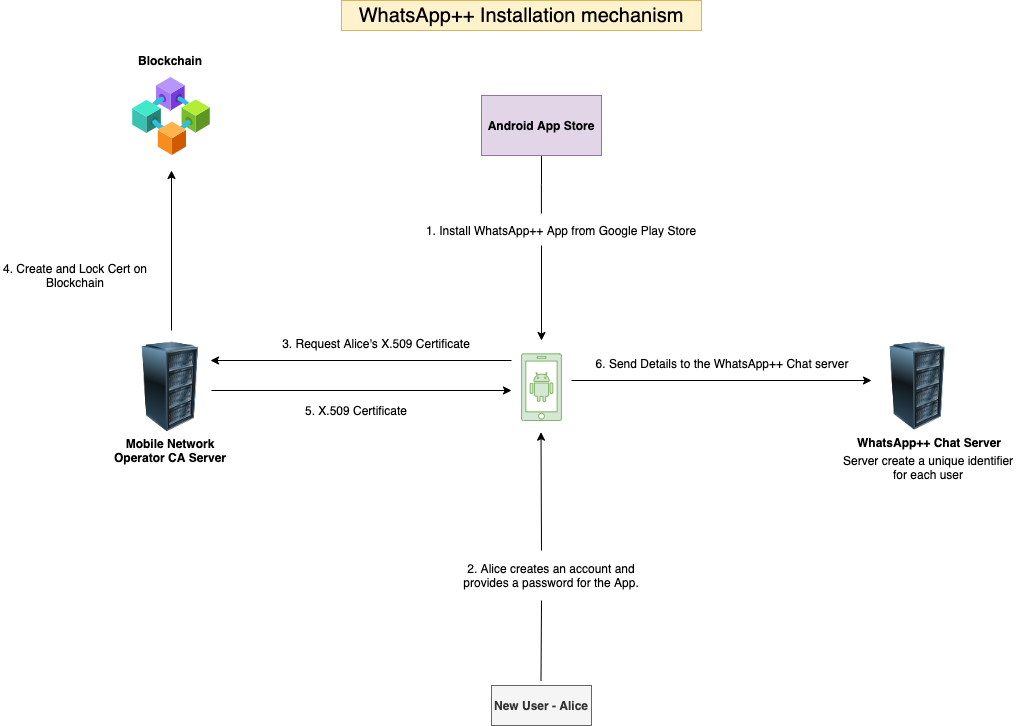 WhatsApp++ Installation mechanism
Blockchain
Android App Store
1. Install WhatsApp++ App from Google Play Store
4. Create and Lock Cert on
Blockchain
3. Request Alice's X.509 Certificate
6. Send Details to the WhatsApp++ Chat server
5. X.509 Certificate
Mobile Network
Operator CA Server
WhatsApp++ Chat Server
Server create a unique identifier
for each user
2. Alice creates an account and
provides a password for the App.
New User - Alice